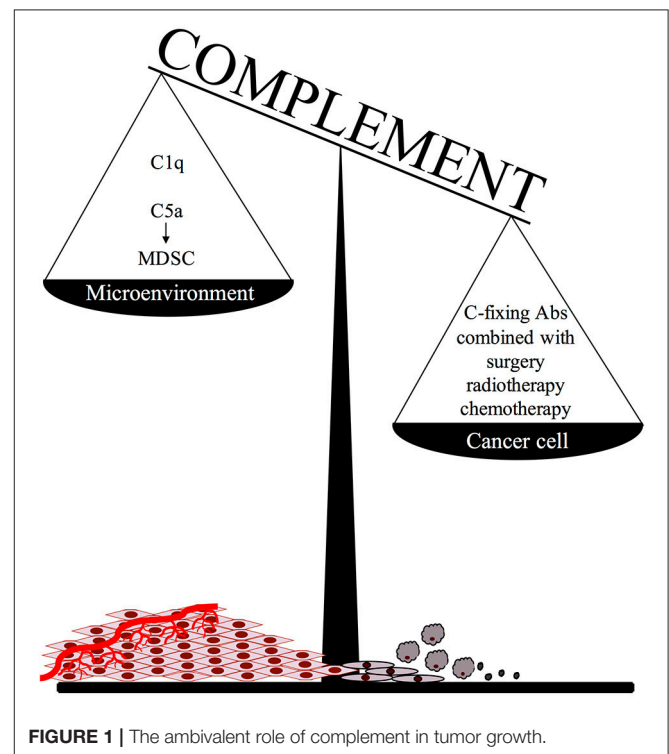 COMPLEMENT
C1q
C5a
MDSC
Microenvironment
C-fixing Abs
combined with
surgery
radiotherapy
chemotherapy
Cancer cell
FIGURE 1 | The ambivalent role of complement in tumor growth.